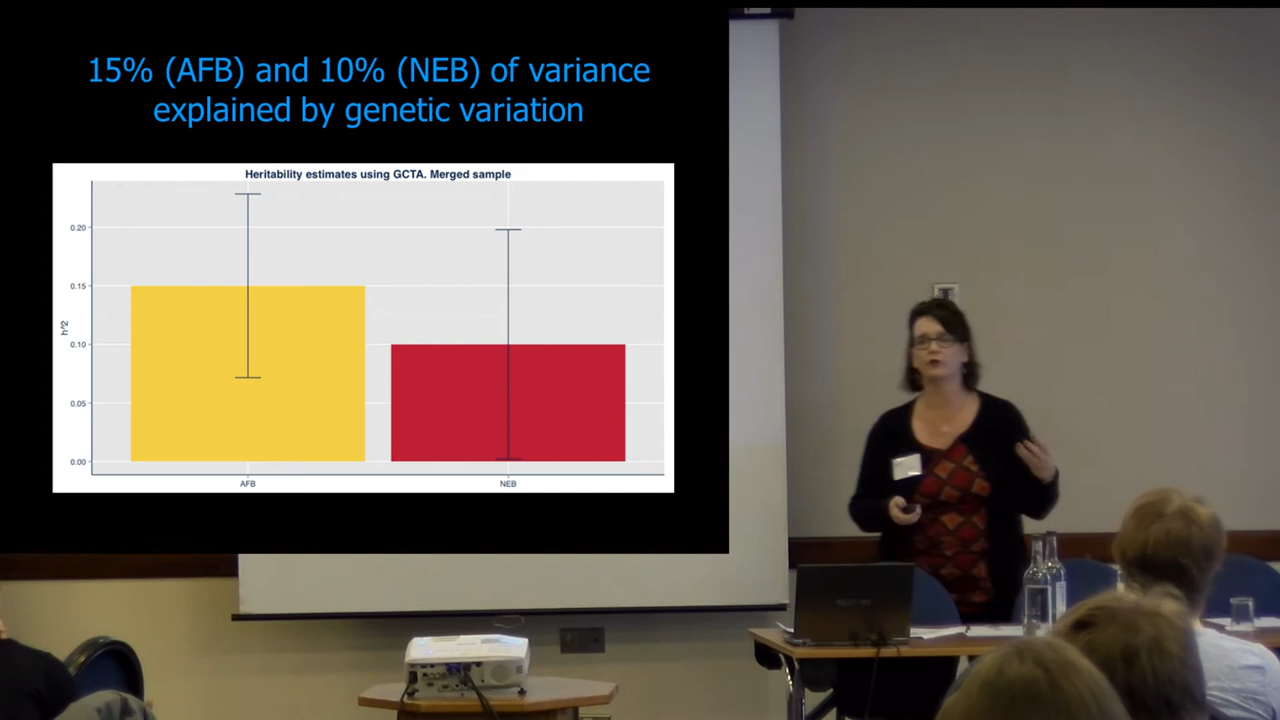 15% (AFB) and 10% (NEB) of variance
explained by genetic variation
Heritability estimates using GCTA. Merged sample
0.20
0.15
h^2
0.10
0.05
0.00
AFB
NEB